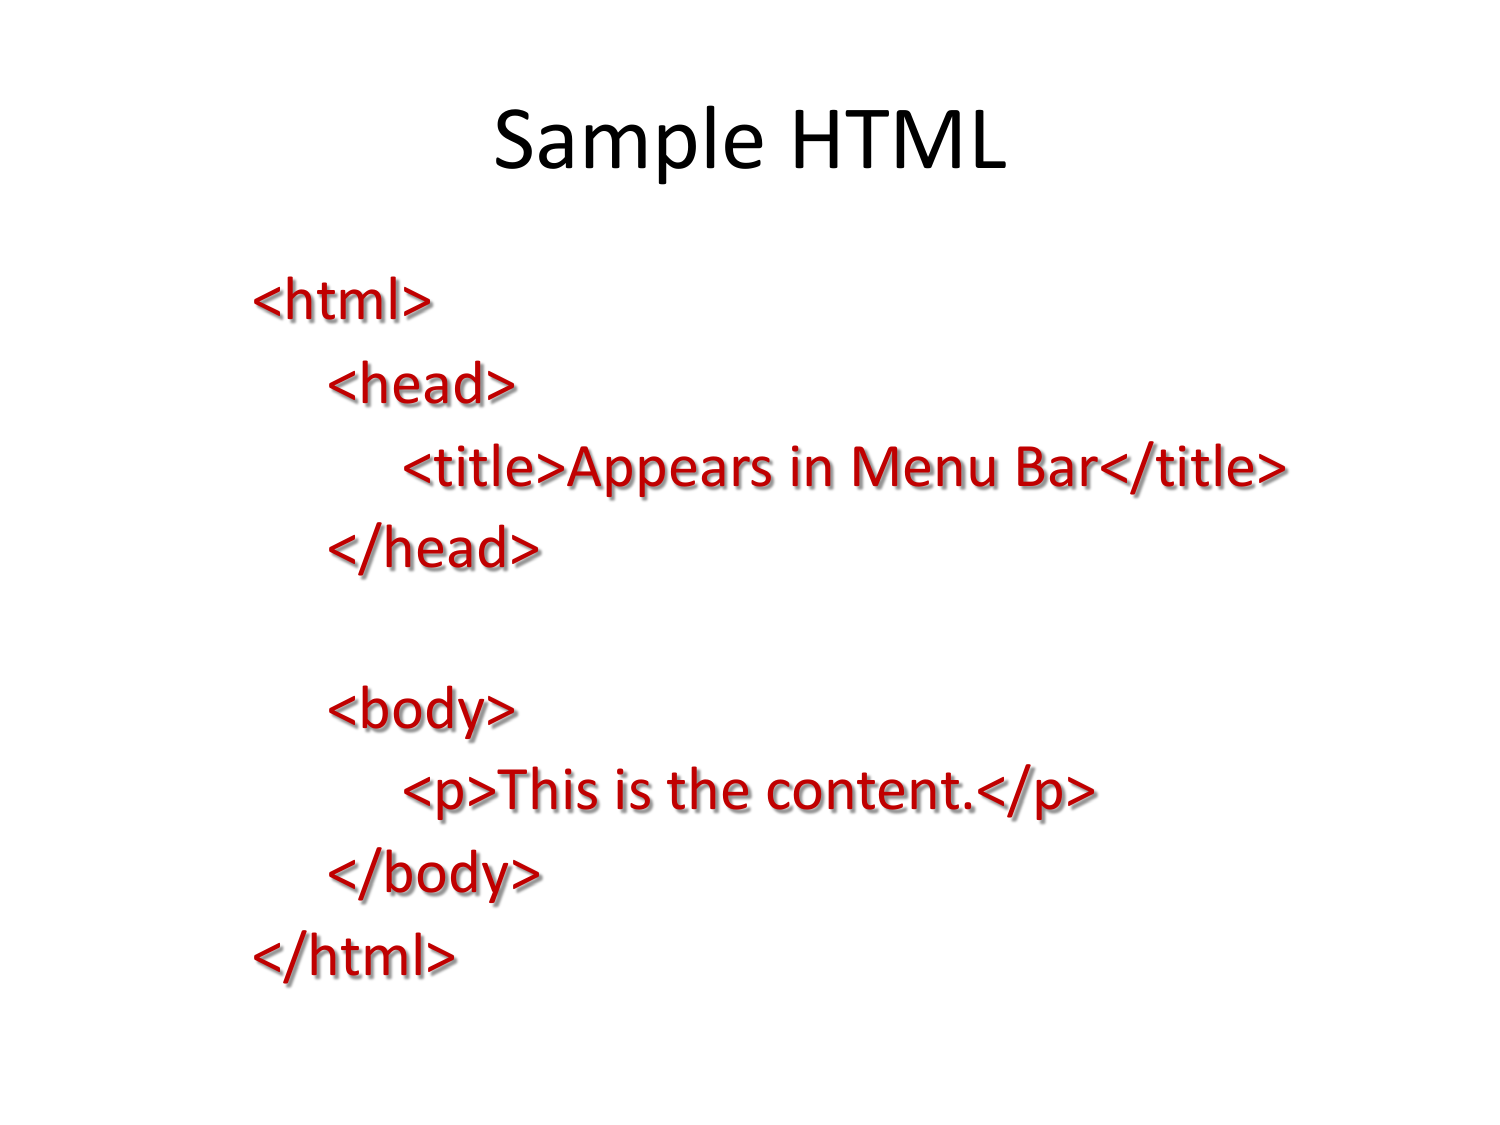 Sample HTML
<html>
<head>
<title>Appears in Menu Bar</title>
</head>
<body>
<p>This is the content.</p>
</body>
</html>